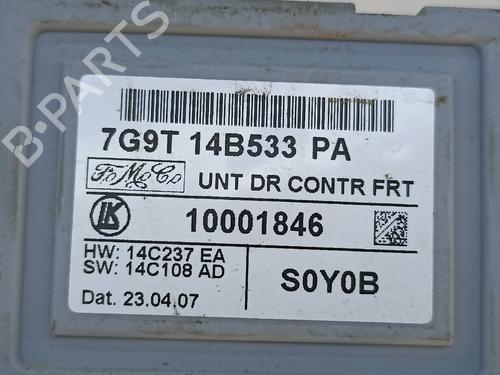 B-PARTS
7G9T 14B533 PA
FoMoCo UNT DR CONTR FRT
LK 10001846
HW: 14C237 EA
SW: 14C108 AD
S0Y0B
Dat. 23.04.07